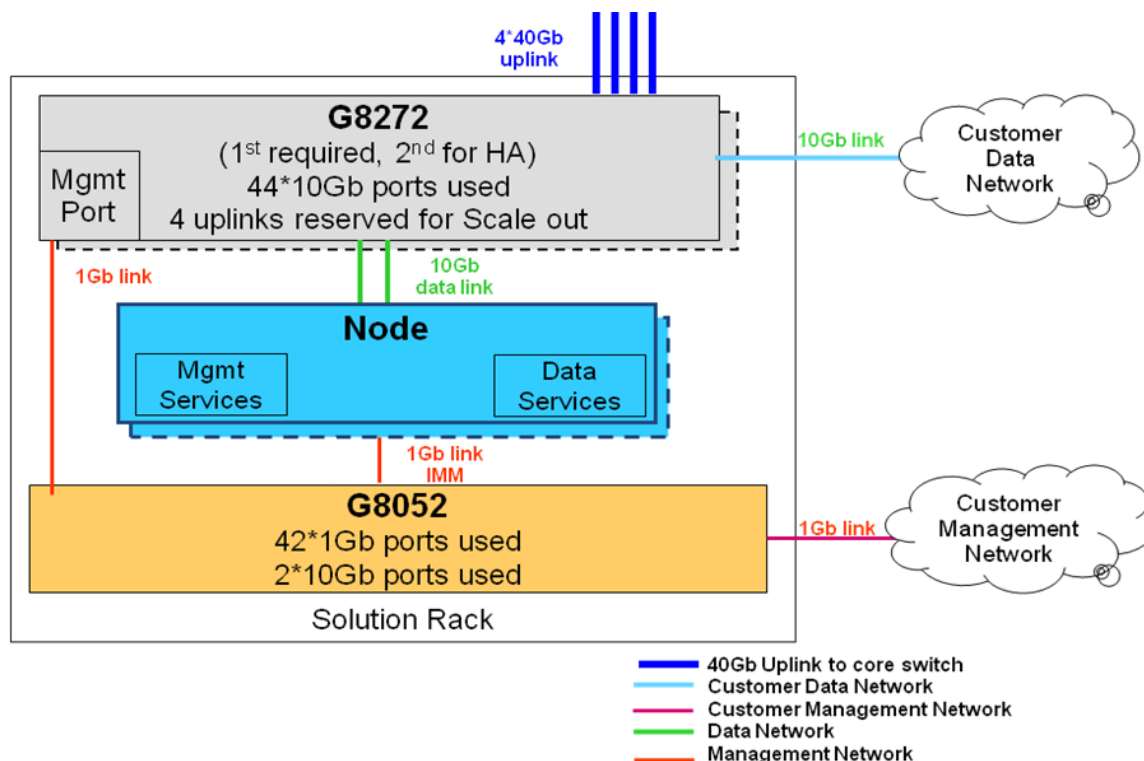 4*40Gb
uplink
G8272
(1st required, 2nd for HA)
44*10Gb ports used
4 uplinks reserved for Scale out
Mgmt
Port
10Gb link
Customer
Data
Network
1Gb link
10Gb
data link
Node
Mgmt
Services
Data
Services
1Gb link
IMM
G8052
42*1Gb ports used
2*10Gb ports used
1Gb link
Customer
Management
Network
Solution Rack
40Gb Uplink to core switch
Customer Data Network
Customer Management Network
Data Network
Management Network